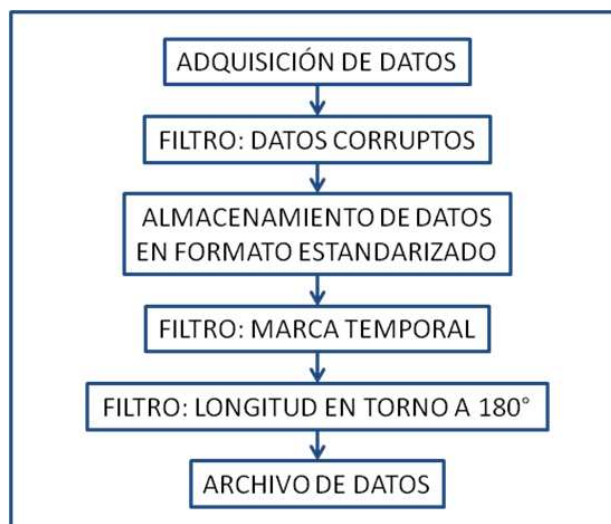 ADQUISICIÓN DE DATOS
FILTRO: DATOS CORRUPTOS
ALMACENAMIENTO DE DATOS
EN FORMATO ESTANDARIZADO
FILTRO: MARCA TEMPORAL
FILTRO: LONGITUD EN TORNO A 180°
ARCHIVO DE DATOS